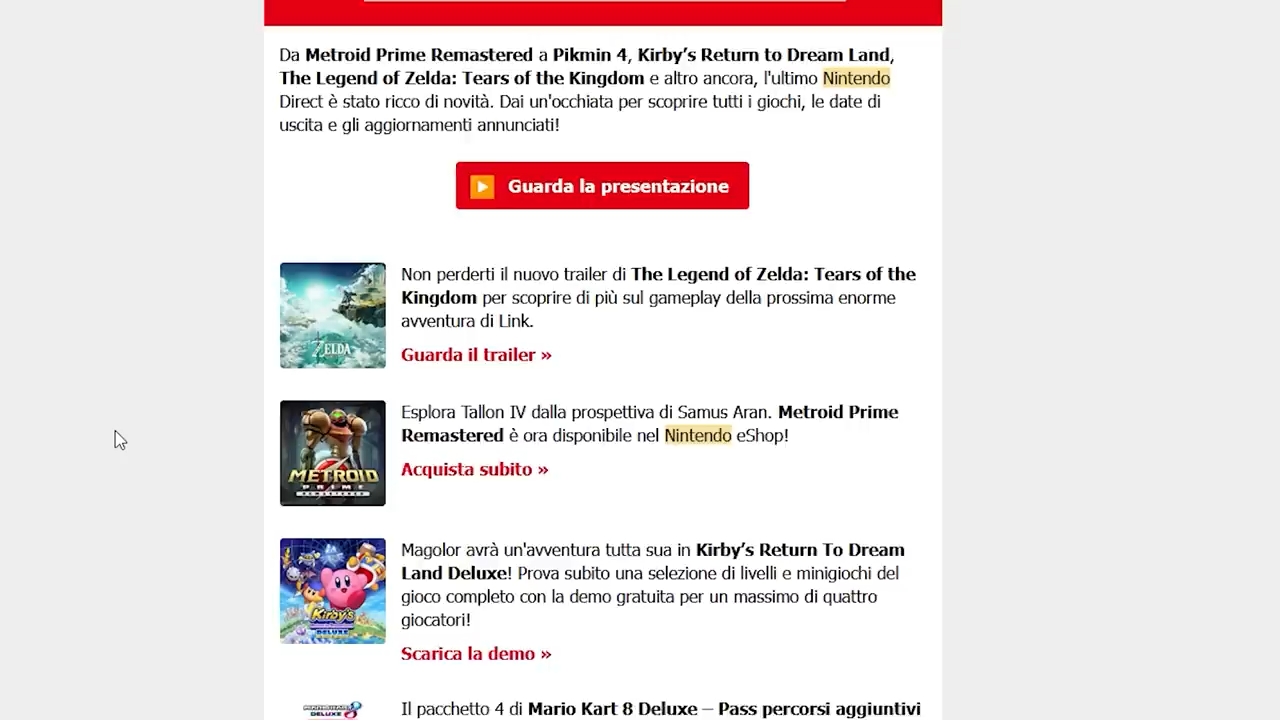 Da Metroid Prime Remastered a Pikmin 4, Kirby’s Return to Dream Land,
The Legend of Zelda: Tears of the Kingdom e altro ancora, l'ultimo Nintendo
Direct è stato ricco di novità. Dai un'occhiata per scoprire tutti i giochi, le date di
uscita e gli aggiornamenti annunciati!
Guarda la presentazione
Non perderti il nuovo trailer di The Legend of Zelda: Tears of the
Kingdom per scoprire di più sul gameplay della prossima enorme
avventura di Link.
Guarda il trailer »
ZELDA
Esplora Tallon IV dalla prospettiva di Samus Aran. Metroid Prime
Remastered è ora disponibile nel Nintendo eShop!
Acquista subito »
METROID
PRIME
REMASTERED
Magolor avrà un'avventura tutta sua in Kirby’s Return To Dream
Land Deluxe! Prova subito una selezione di livelli e minigiochi del
gioco completo con la demo gratuita per un massimo di quattro
giocatori!
Scarica la demo »
Kirby's
DELUXE
Il pacchetto 4 di Mario Kart 8 Deluxe – Pass percorsi aggiuntivi
MARIO KART 8
DELUXE